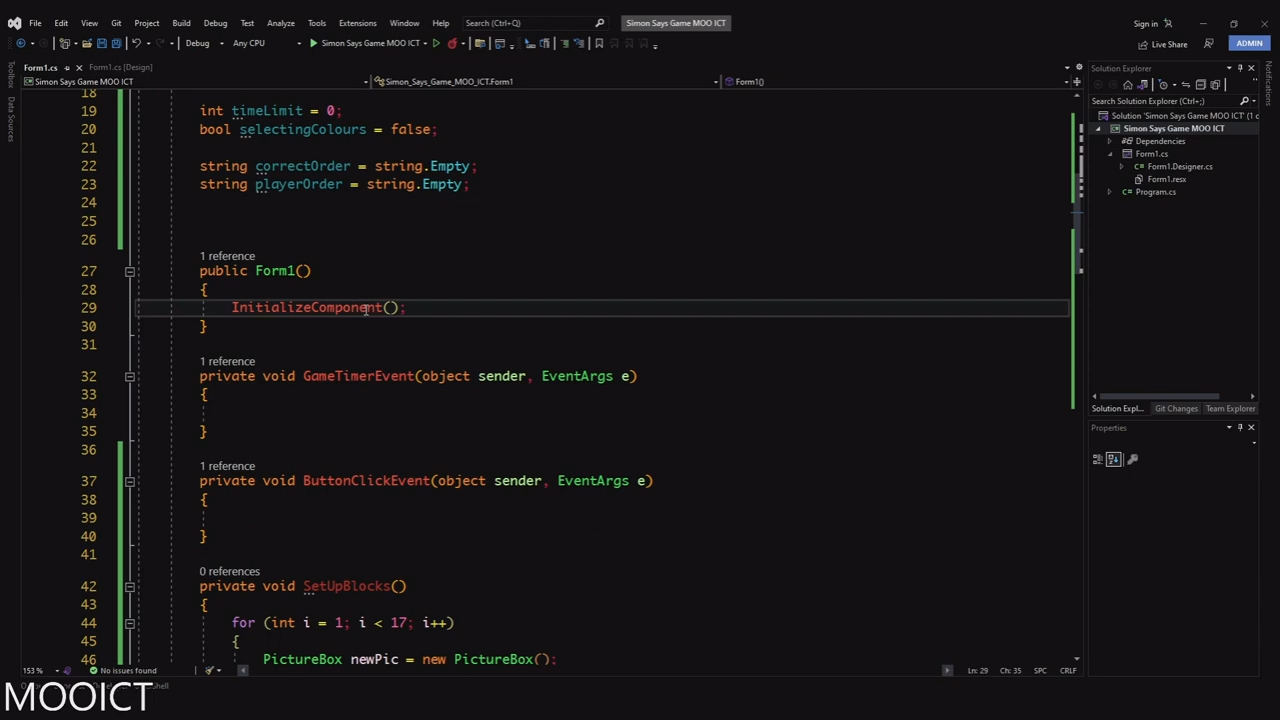 File Edit View Git Project Build Debug Test Analyze Tools Extensions Window Help Search (Ctrl+Q) Simon Says Game MOO ICT Sign in
Debug Any CPU Simon Says Game MOO ICT Live Share ADMIN
Form1.cs Form1.cs [Design]
Simon Says Game MOO ICT Simon_Says_Game_MOO_ICT.Form1 Form1()
Toolbox
Data Sources
18
19 int timeLimit = 0;
20 bool selectingColours = false;
21
22 string correctOrder = string.Empty;
23 string playerOrder = string.Empty;
24
25
26
1 reference
27 public Form1()
28 {
29 InitializeComponent();
30 }
31
1 reference
32 private void GameTimerEvent(object sender, EventArgs e)
33 {
34
35 }
36
1 reference
37 private void ButtonClickEvent(object sender, EventArgs e)
38 {
39
40 }
41
0 references
42 private void SetUpBlocks()
43 {
44 for (int i = 1; i < 17; i++)
45 {
46 PictureBox newPic = new PictureBox();
153 % No issues found Ln: 29 Ch: 35 SPC CRLF
Solution Explorer
Search Solution Explorer (Ctrl+;)
Solution 'Simon Says Game MOO ICT' (1 c
Simon Says Game MOO ICT
Dependencies
Form1.cs
Form1.Designer.cs
Form1.resx
Program.cs
Solution Expl... Git Changes Team Explorer
Properties
Notifications
MOOICT